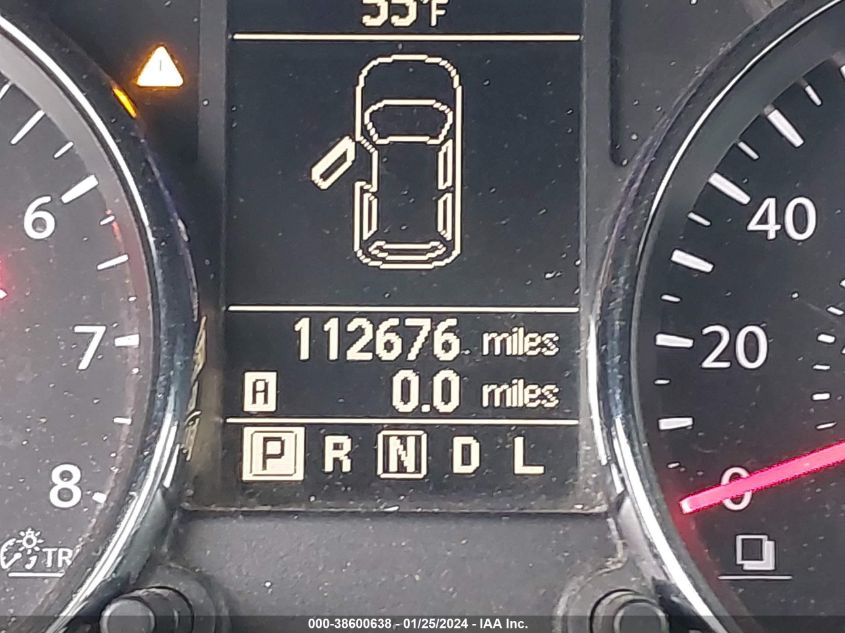 55°F
6
7
8
TR
112676 miles
A 0.0 miles
P R N D L
40
20
0
000-38600638 - 01/25/2024 - IAA Inc.